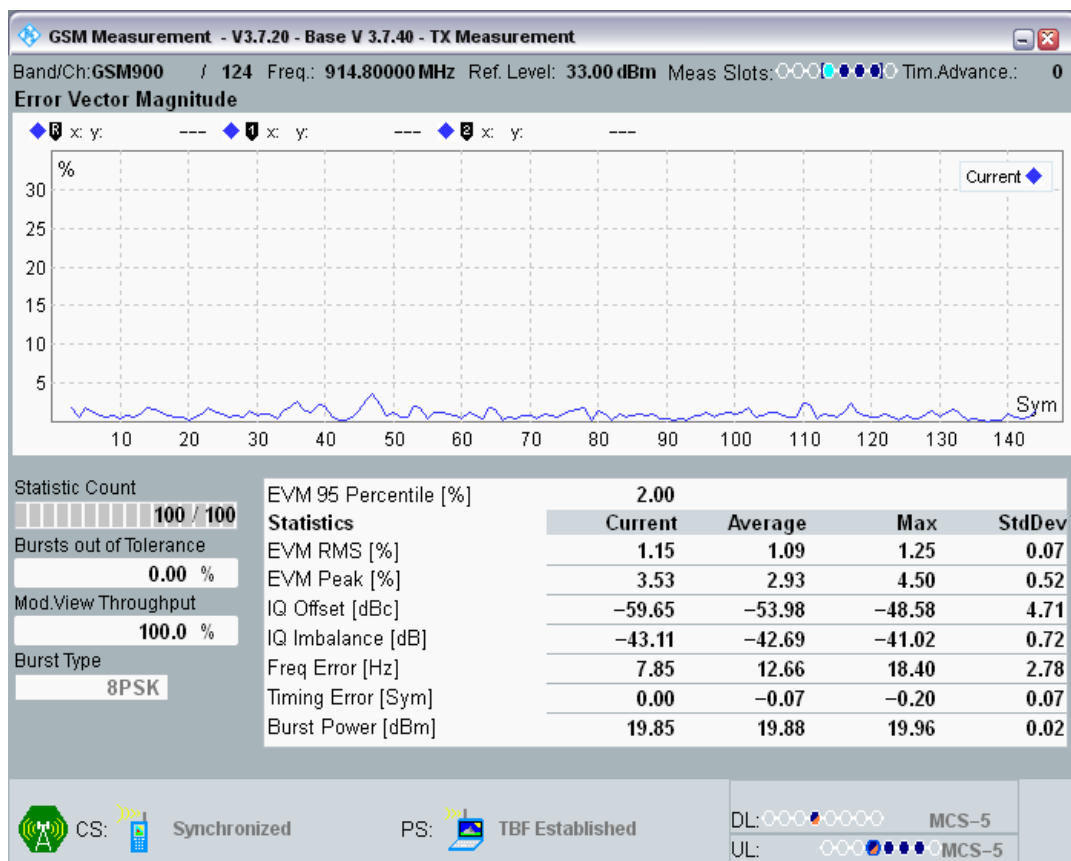 GSM Measurement - V3.7.20 - Base V 3.7.40 - TX Measurement
Band/Ch:GSM900 / 124 Freq.: 914.80000 MHz Ref. Level: 33.00 dBm Meas Slots: Tim.Advance.: 0
Error Vector Magnitude
R x: y: --- 1 x: y: --- 2 x: y: ---
%
Current
30
25
20
15
10
5
Sym
10 20 30 40 50 60 70 80 90 100 110 120 130 140
Statistic Count
100 / 100
Bursts out of Tolerance
0.00 %
Mod.View Throughput
100.0 %
Burst Type
8PSK
EVM 95 Percentile [%] 2.00
Statistics Current Average Max StdDev
EVM RMS [%] 1.15 1.09 1.25 0.07
EVM Peak [%] 3.53 2.93 4.50 0.52
IQ Offset [dBc] −59.65 −53.98 −48.58 4.71
IQ Imbalance [dB] −43.11 −42.69 −41.02 0.72
Freq Error [Hz] 7.85 12.66 18.40 2.78
Timing Error [Sym] 0.00 −0.07 −0.20 0.07
Burst Power [dBm] 19.85 19.88 19.96 0.02
CS: Synchronized PS: TBF Established
DL: MCS−5
UL: MCS−5